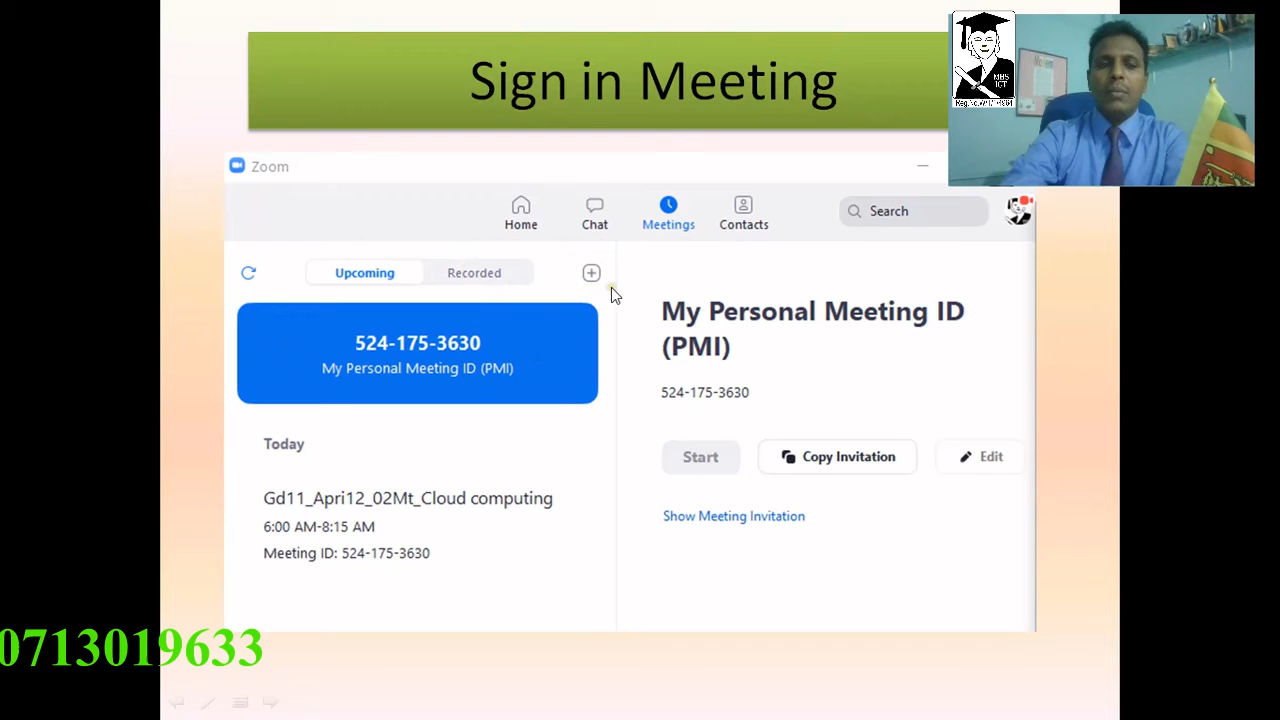 Sign in Meeting
MHS
ICT
Zoom
Home
Chat
Meetings
Contacts
Search
Upcoming
Recorded
524-175-3630
My Personal Meeting ID (PMI)
Today
Gd11_Apri12_02Mt_Cloud computing
6:00 AM-8:15 AM
Meeting ID: 524-175-3630
My Personal Meeting ID
(PMI)
524-175-3630
Start
Copy Invitation
Edit
Show Meeting Invitation
0713019633